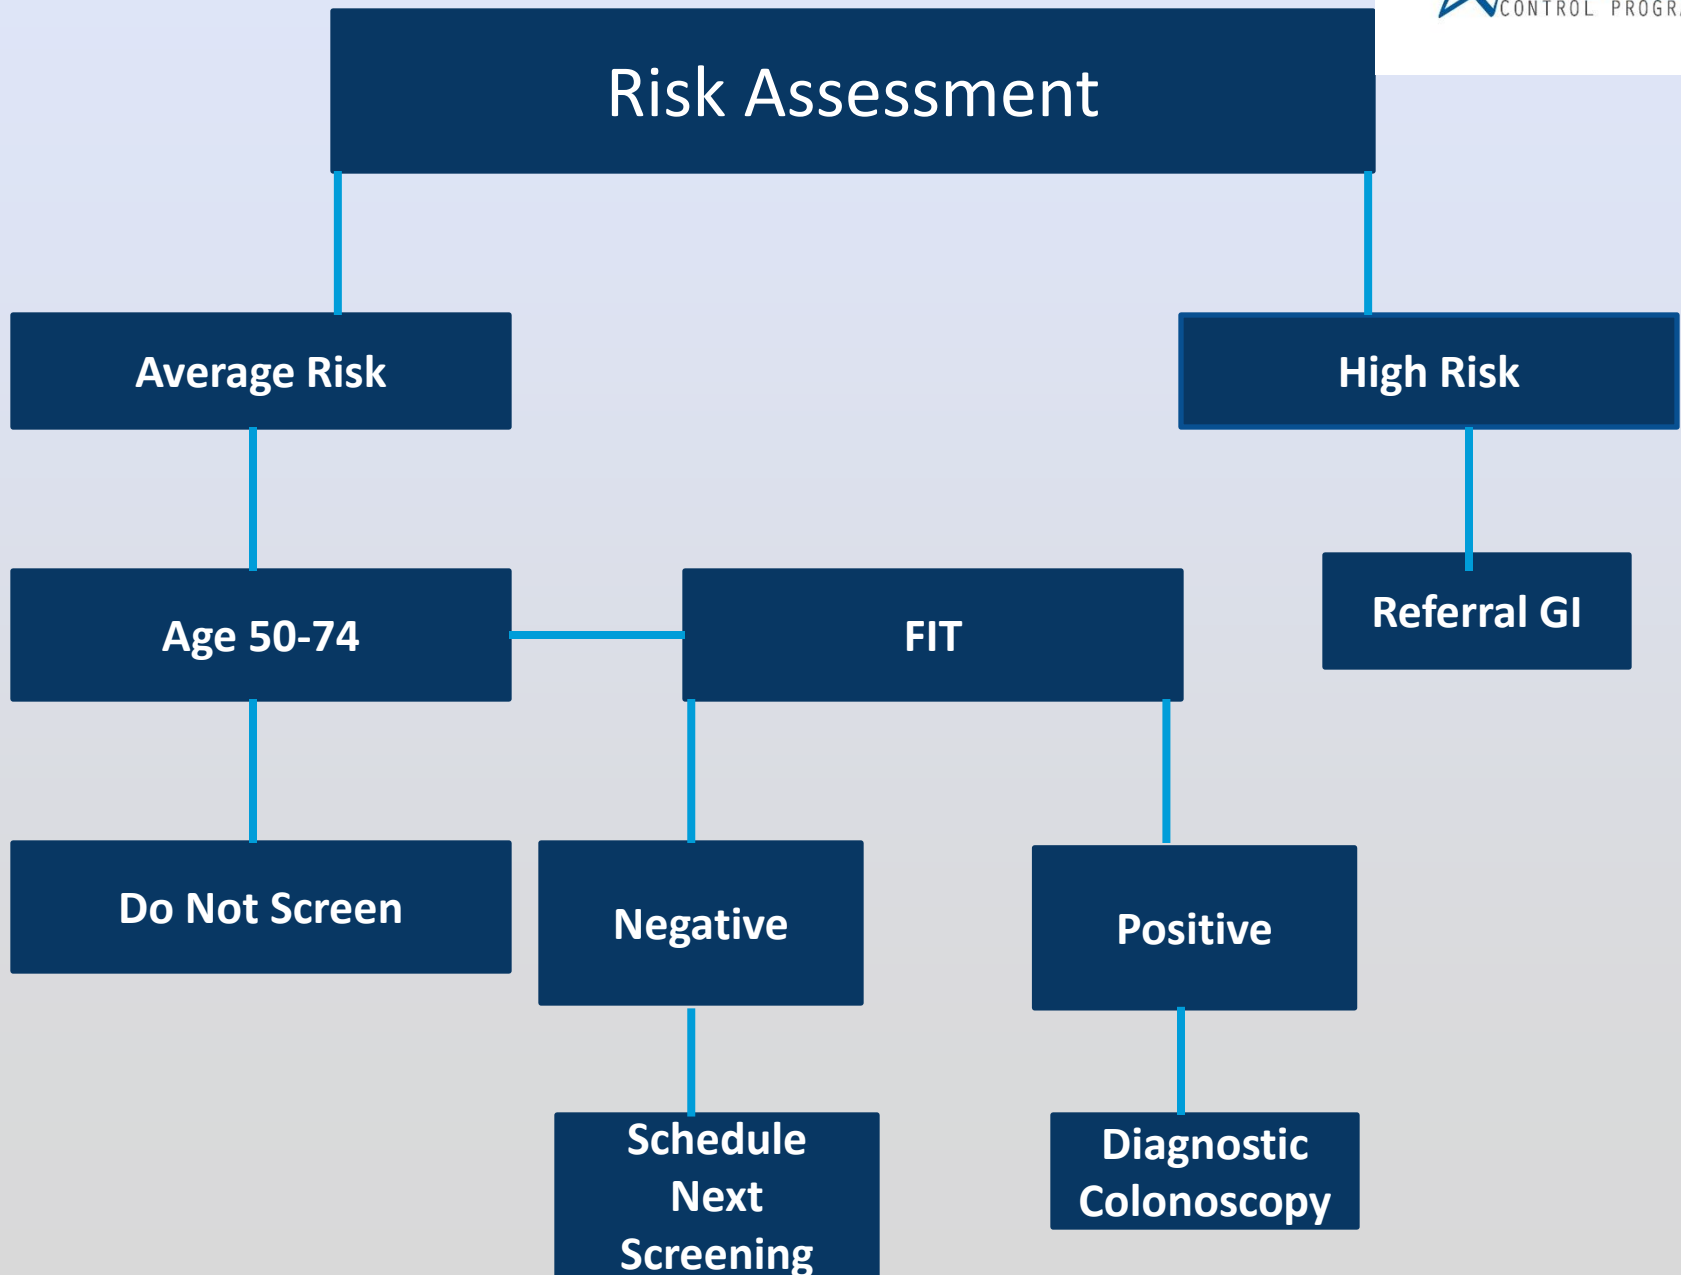 CONTROL PROGR
Risk Assessment
Average Risk
High Risk
Age 50-74
FIT
Referral GI
Do Not Screen
Negative
Positive
Schedule
Next
Screening
Diagnostic
Colonoscopy